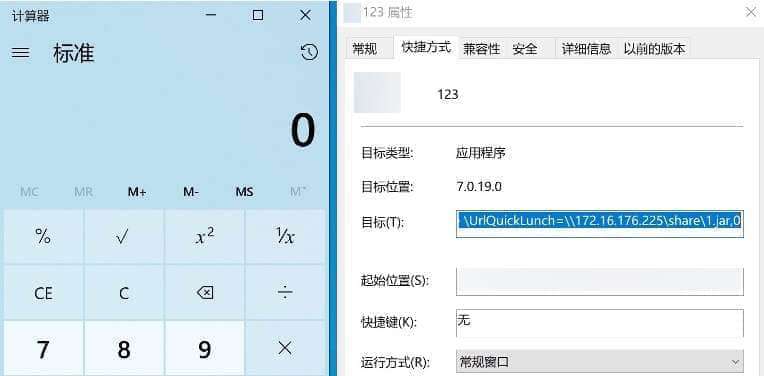 计算器
标准
0
MC MR M+ M- MS M˅
% √ x² ¹/x
CE C ÷
7 8 9 ×
123 属性
常规 快捷方式 兼容性 安全 详细信息 以前的版本
123
目标类型: 应用程序
目标位置: 7.0.19.0
目标(T): \UrlQuickLunch=\\172.16.176.225\share\1.jar,0
起始位置(S):
快捷键(K): 无
运行方式(R): 常规窗口